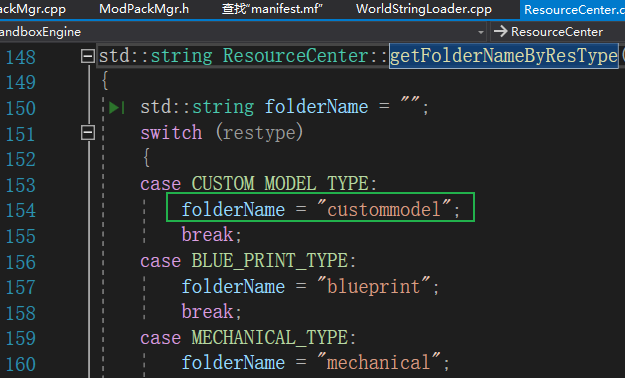 ackMgr.cpp ModPackMgr.h 查找"manifest.mf" WorldStringLoader.cpp ResourceCenter.c
andboxEngine ResourceCenter
148 std::string ResourceCenter::getFolderNameByResType(
149 {
150 std::string folderName = "";
151 switch (restype)
152 {
153 case CUSTOM_MODEL_TYPE:
154 folderName = "custommodel";
155 break;
156 case BLUE_PRINT_TYPE:
157 folderName = "blueprint";
158 break;
159 case MECHANICAL_TYPE:
160 folderName = "mechanical";